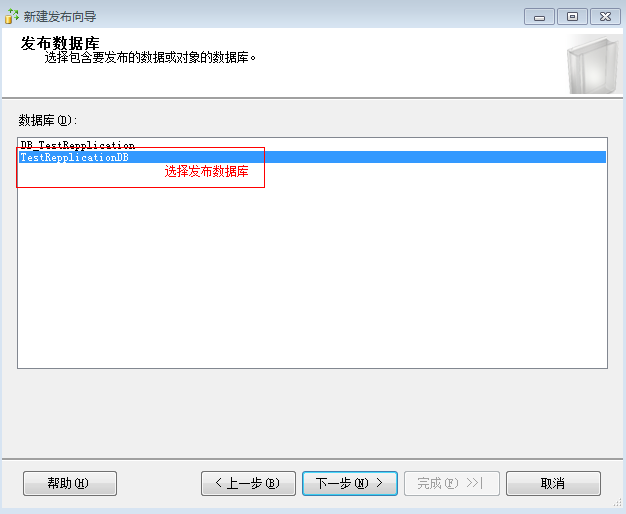 新建发布向导
发布数据库
选择包含要发布的数据或对象的数据库。
数据库(D):
DB_TestRepplication
TestRepplicationDB
选择发布数据库
帮助(H)
< 上一步(B)
下一步(N) >
完成(F) >>|
取消